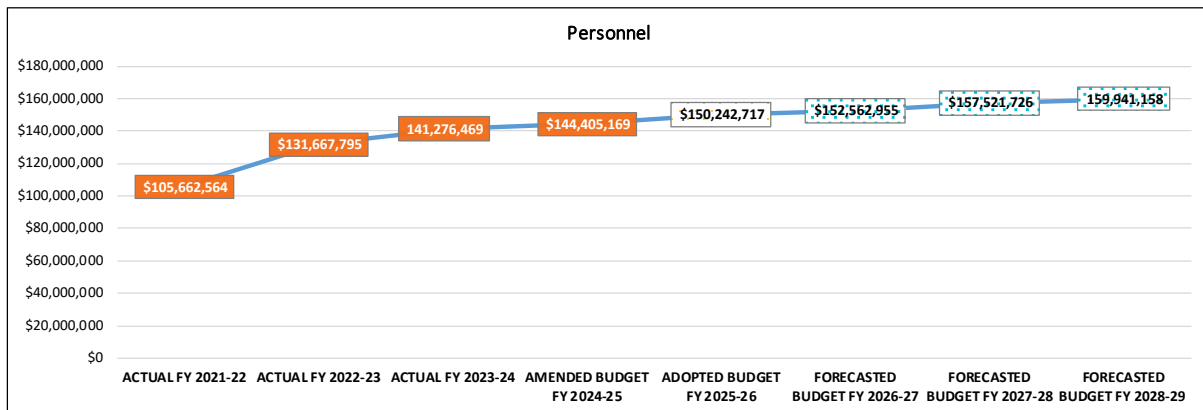 Personnel
$180,000,000
$160,000,000
$140,000,000
$120,000,000
$100,000,000
$80,000,000
$60,000,000
$40,000,000
$20,000,000
$0
$105,662,564
$131,667,795
141,276,469
$144,405,169
$150,242,717
$152,562,955
$157,521,726
159,941,158
ACTUAL FY 2021-22
ACTUAL FY 2022-23
ACTUAL FY 2023-24
AMENDED BUDGET
FY 2024-25
ADOPTED BUDGET
FY 2025-26
FORECASTED
BUDGET FY 2026-27
FORECASTED
BUDGET FY 2027-28
FORECASTED
BUDGET FY 2028-29